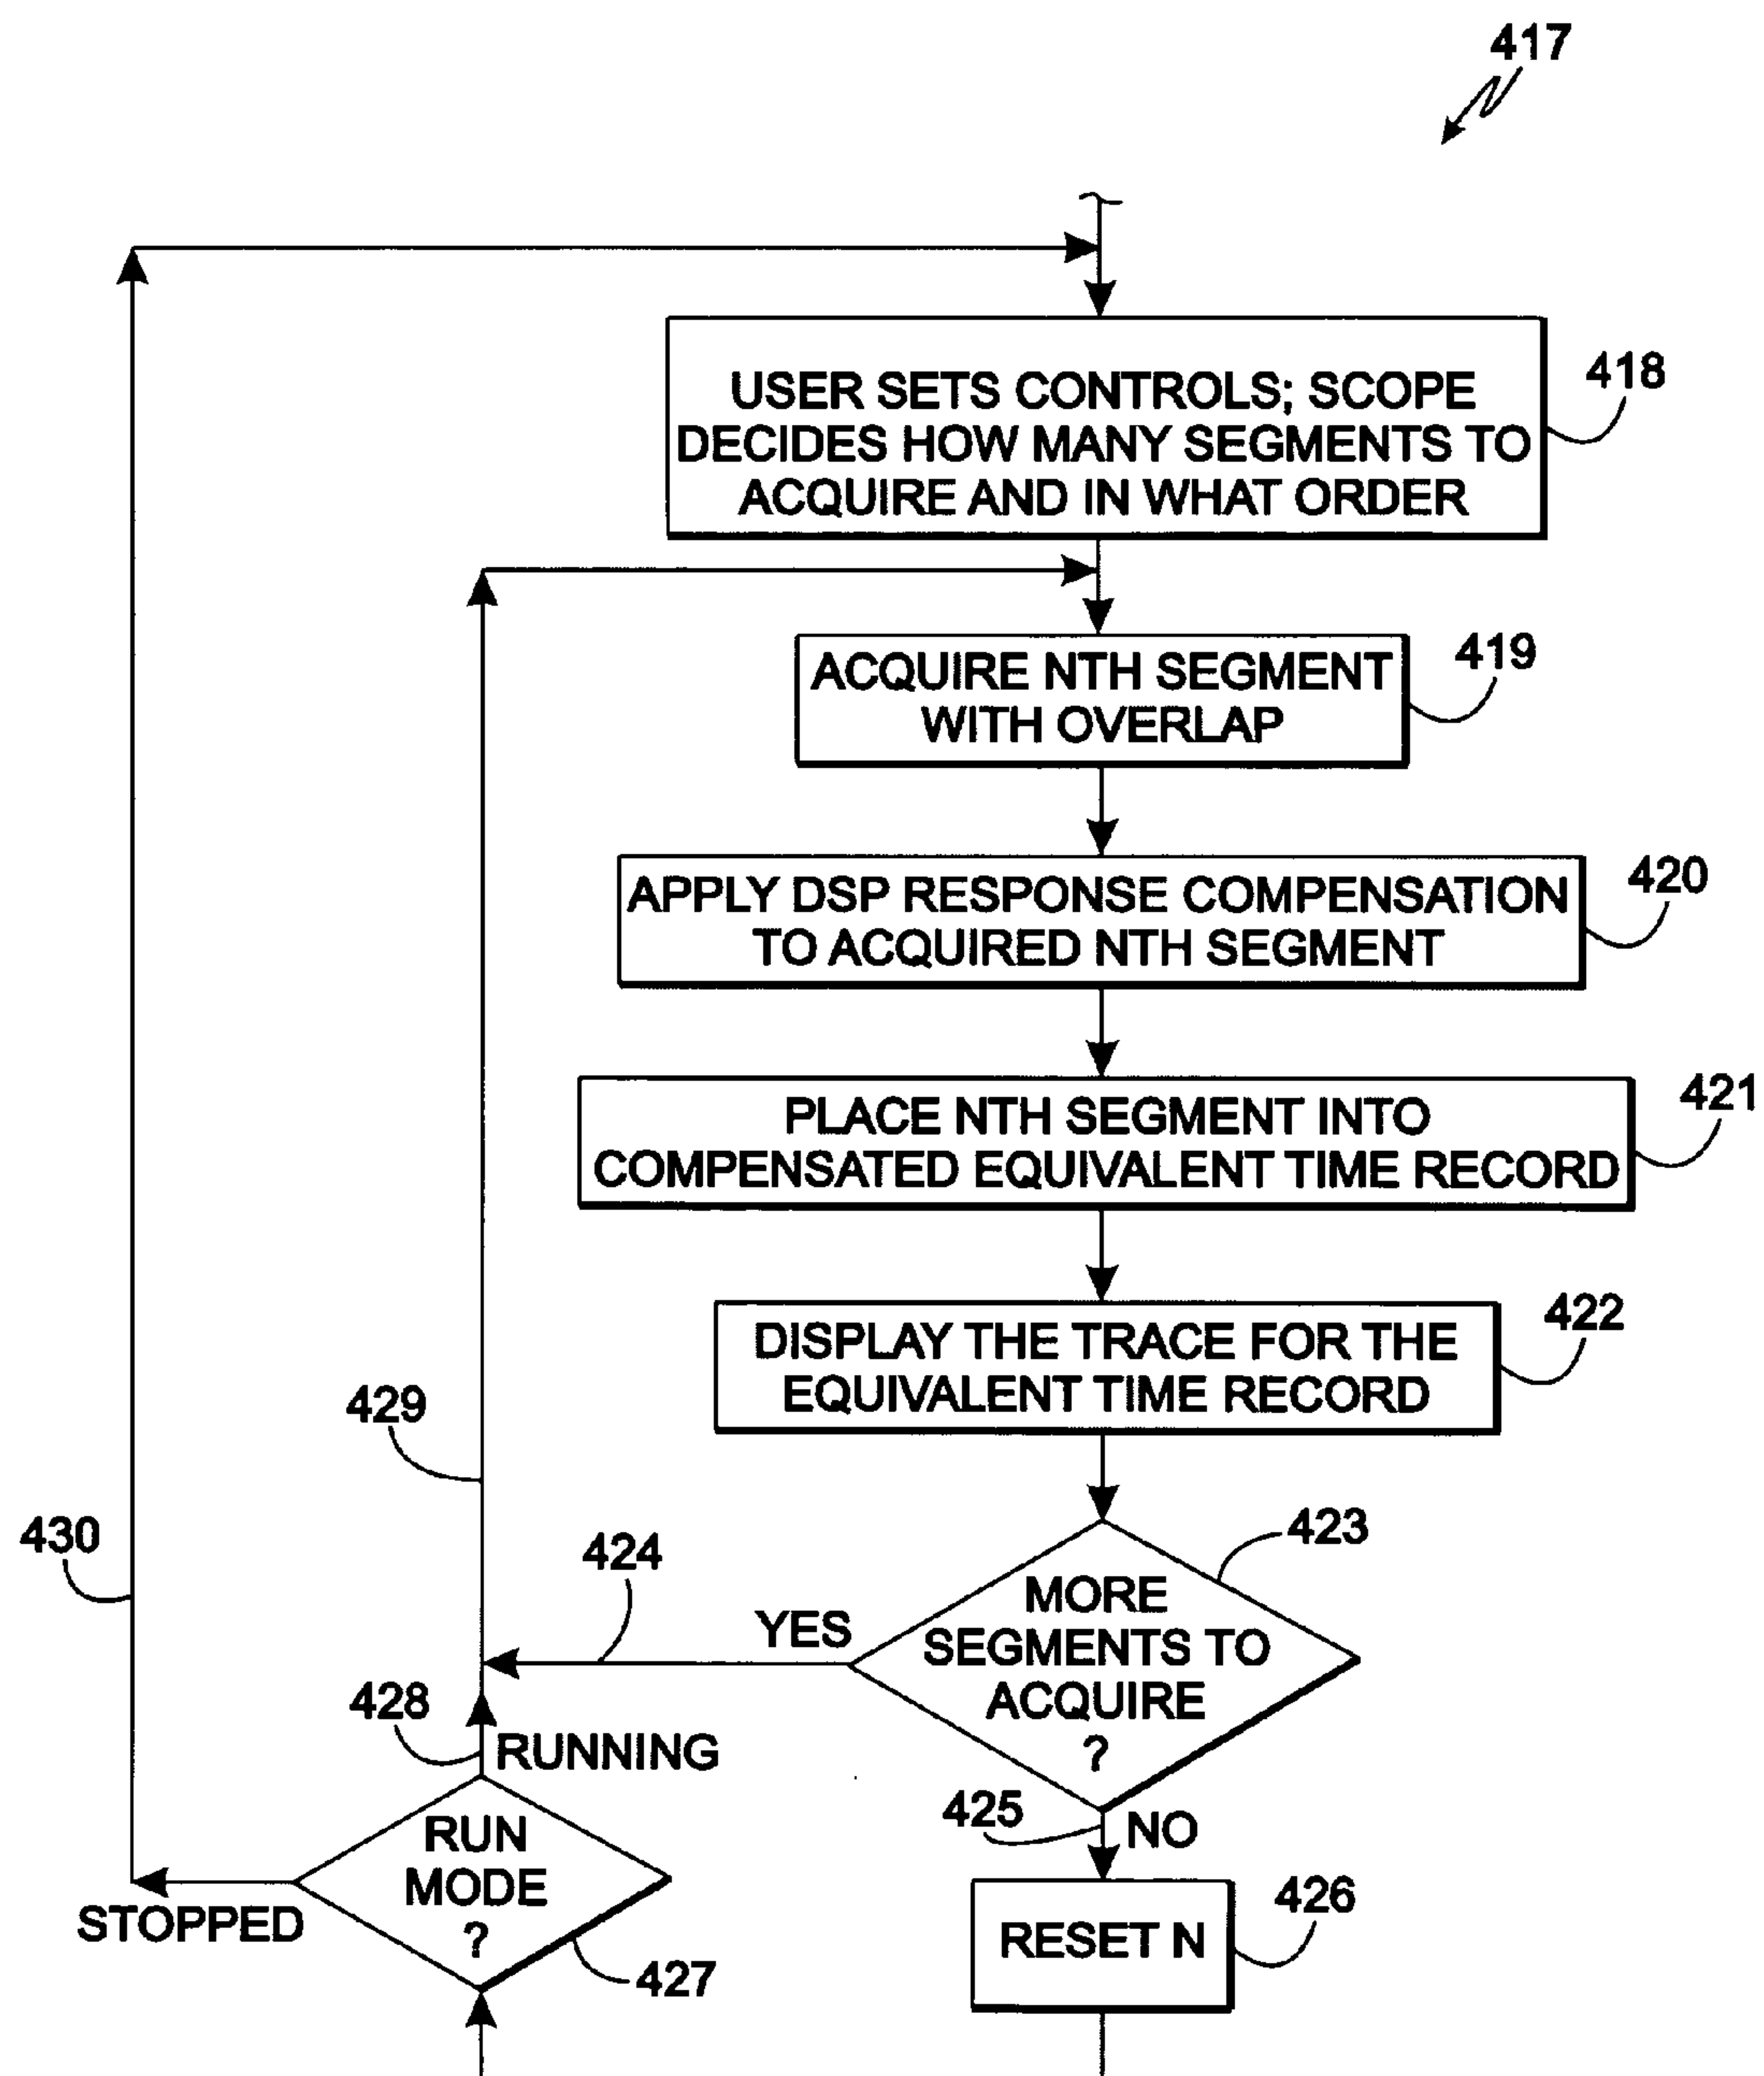 417
USER SETS CONTROLS; SCOPE
DECIDES HOW MANY SEGMENTS TO
ACQUIRE AND IN WHAT ORDER
418
ACQUIRE NTH SEGMENT
WITH OVERLAP
419
APPLY DSP RESPONSE COMPENSATION
TO ACQUIRED NTH SEGMENT
420
PLACE NTH SEGMENT INTO
COMPENSATED EQUIVALENT TIME RECORD
421
DISPLAY THE TRACE FOR THE
EQUIVALENT TIME RECORD
422
429
430
424
423
MORE
SEGMENTS TO
ACQUIRE
?
YES
428
RUNNING
425
NO
RUN
MODE
?
STOPPED
427
RESET N
426